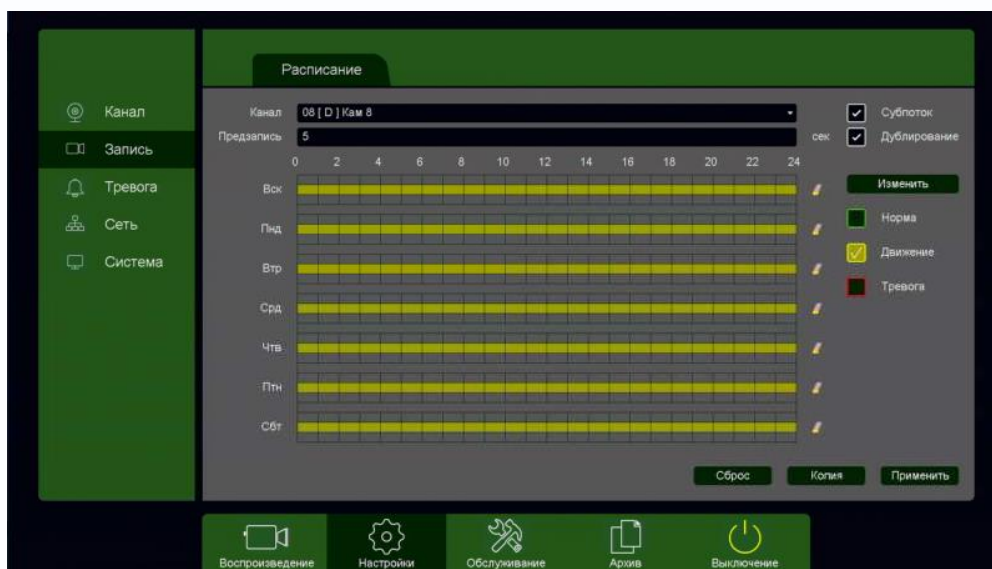 Расписание
Канал
Запись
Тревога
Сеть
Система
Канал 08 [ D ] Кам 8 Субпоток
Предзапись 5 сек Дублирование
0 2 4 6 8 10 12 14 16 18 20 22 24
Вск Изменить
Пнд Норма
Втр Движение
Срд Тревога
Чтв
Птн
Сбт
Сброс Копия Применить
Воспроизведение Настройки Обслуживание Архив Выключение